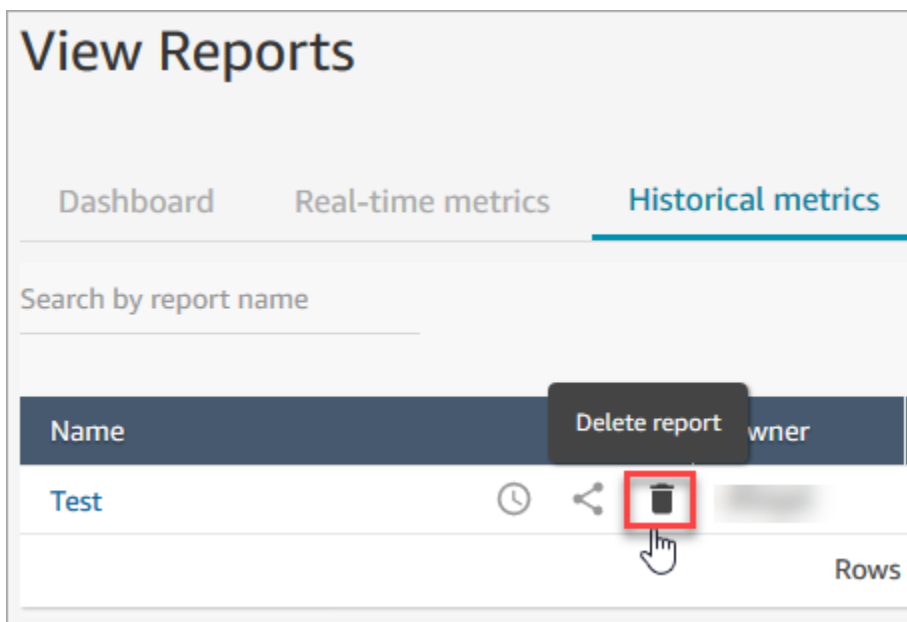 View Reports
Dashboard Real-time metrics Historical metrics
Search by report name
Name Delete report wner
Test
Rows